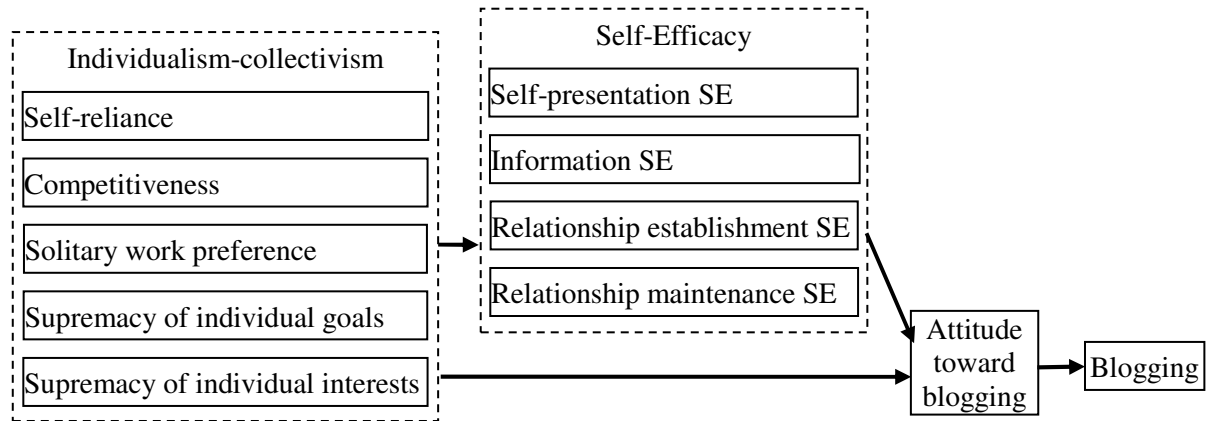 Individualism-collectivism
Self-reliance
Competitiveness
Solitary work preference
Supremacy of individual goals
Supremacy of individual interests
Self-Efficacy
Self-presentation SE
Information SE
Relationship establishment SE
Relationship maintenance SE
Attitude
toward
blogging
Blogging